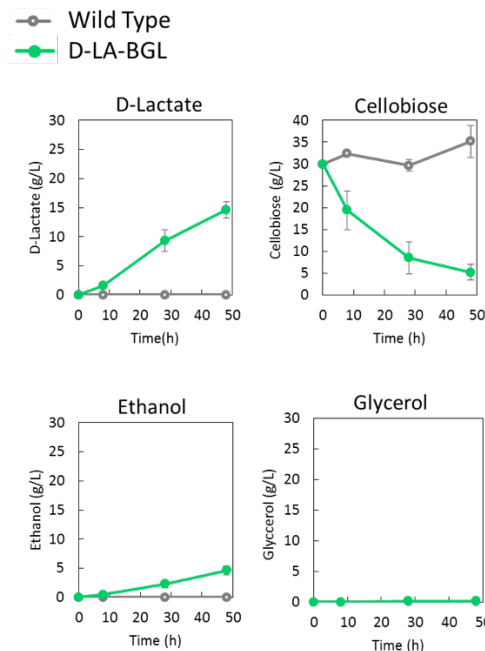 Wild Type
D-LA-BGL
D-Lactate
D-Lactate (g/L)
30
25
20
15
10
5
0
0 10 20 30 40 50
Time(h)
Cellobiose
Cellobiose (g/L)
40
35
30
25
20
15
10
5
0
0 10 20 30 40 50
Time (h)
Ethanol
Ethanol (g/L)
30
25
20
15
10
5
0
0 10 20 30 40 50
Time (h)
Glycerol
Glyccerol (g/L)
30
25
20
15
10
5
0
0 10 20 30 40 50
Time (h)